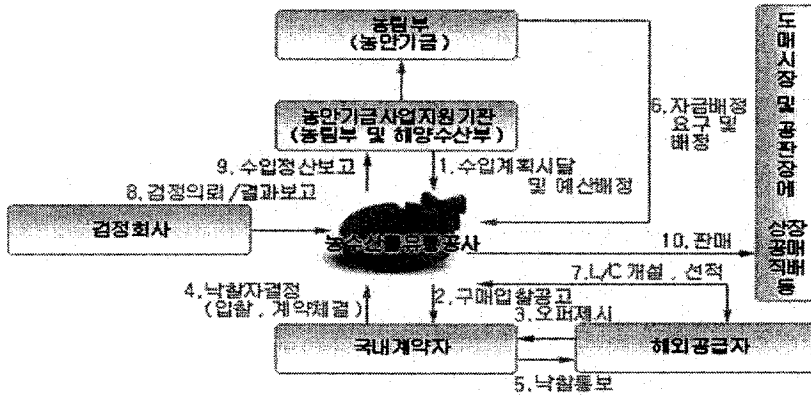 농림부
(농안기금)
농안기금사업지원기관
(농림부 및 해양수산부)
6.자금배정
요구 및
배정
9. 수입정산보고
1. 수입계획시달
및 예산배정
8.검정의뢰/결과보고
검정회사
농수산물유통공사
10.판매
도매시장 및 공판장에
상장
공매
직배
등
7.L/C개설 , 선적
4.낙찰자결정
(입찰 , 계약체결)
2.구매입찰공고
3.오퍼제시
국내계약자
해외공급자
5.낙찰통보